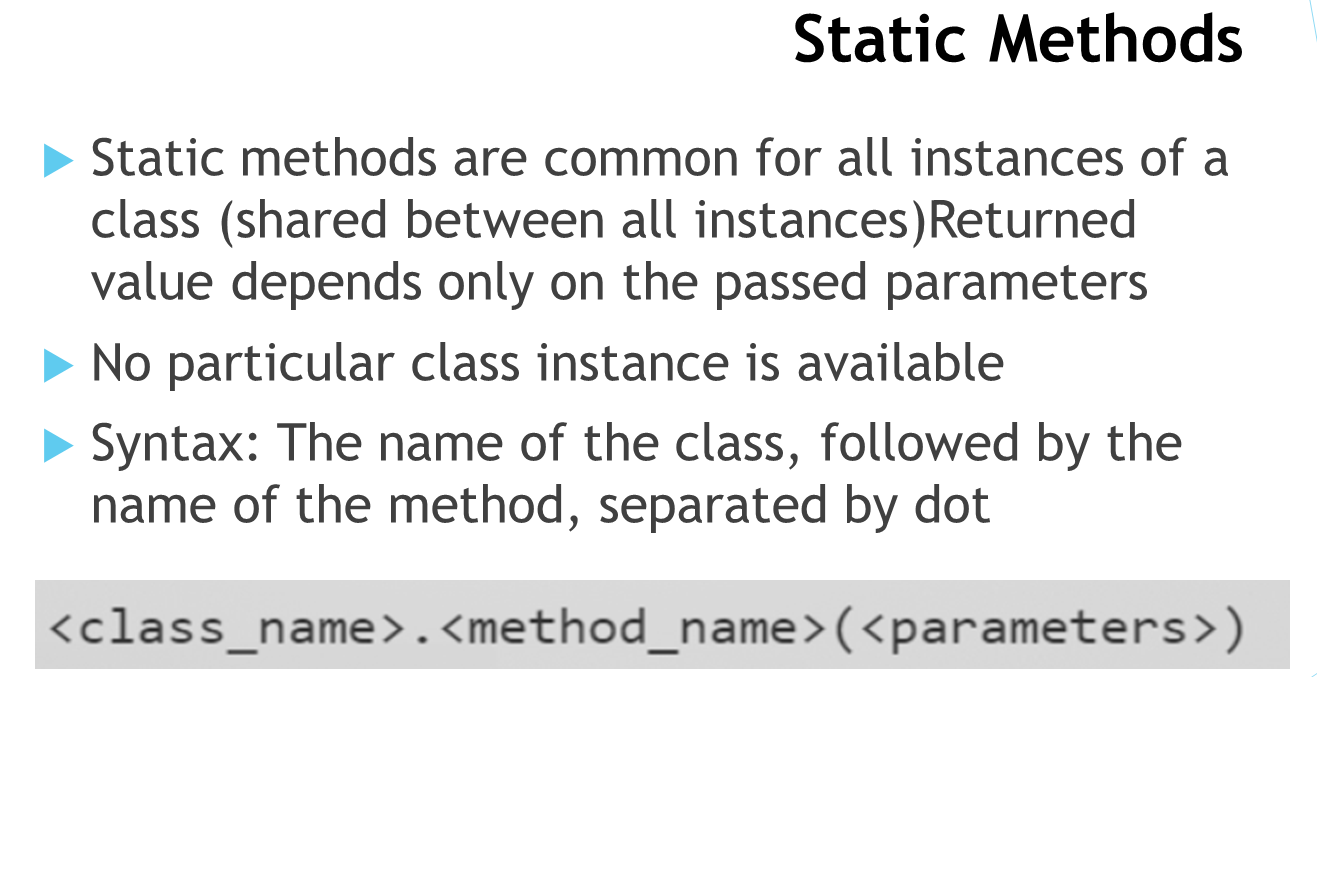 Static Methods
Static methods are common for all instances of a
class (shared between all instances)Returned
value depends only on the passed parameters
No particular class instance is available
Syntax: The name of the class, followed by the
name of the method, separated by dot
<class_name>.<method_name>(<parameters>)